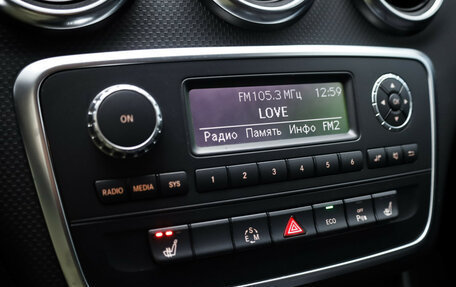 FM105.3 МГц 12:59
LOVE
Радио Память Инфо FM2
ON
RADIO MEDIA SYS
1 2 3 4 5 6
S
E M
ECO
OFF